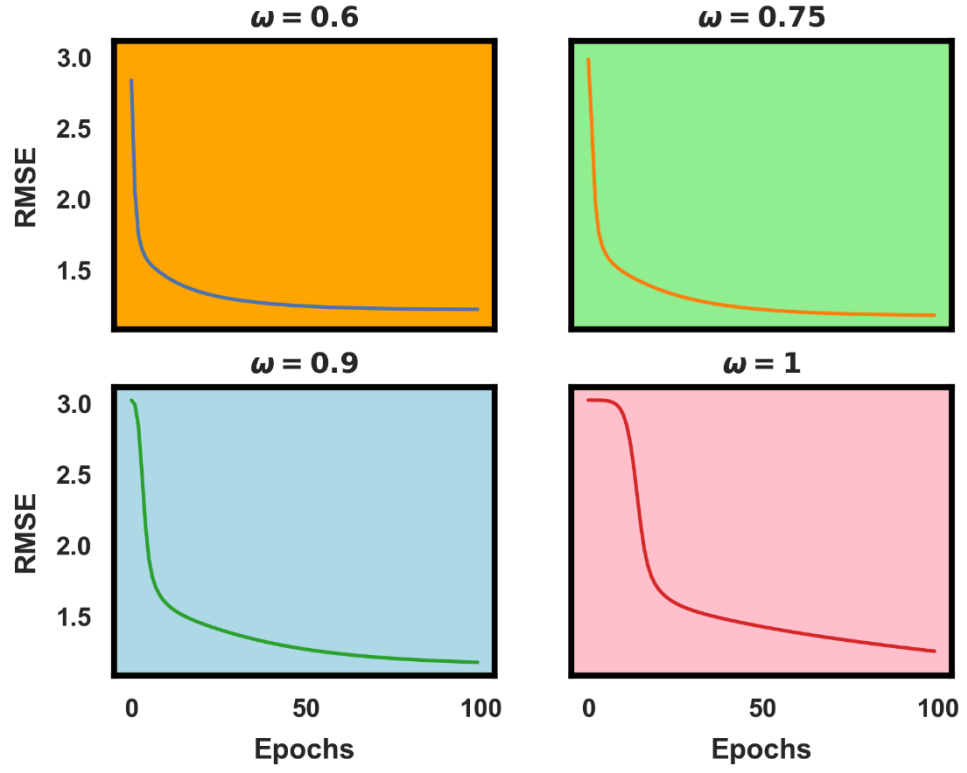 ω = 0.6
ω = 0.75
3.0
2.5
2.0
1.5
RMSE
ω = 0.9
ω = 1
3.0
2.5
2.0
1.5
RMSE
0 50 100
0 50 100
Epochs
Epochs